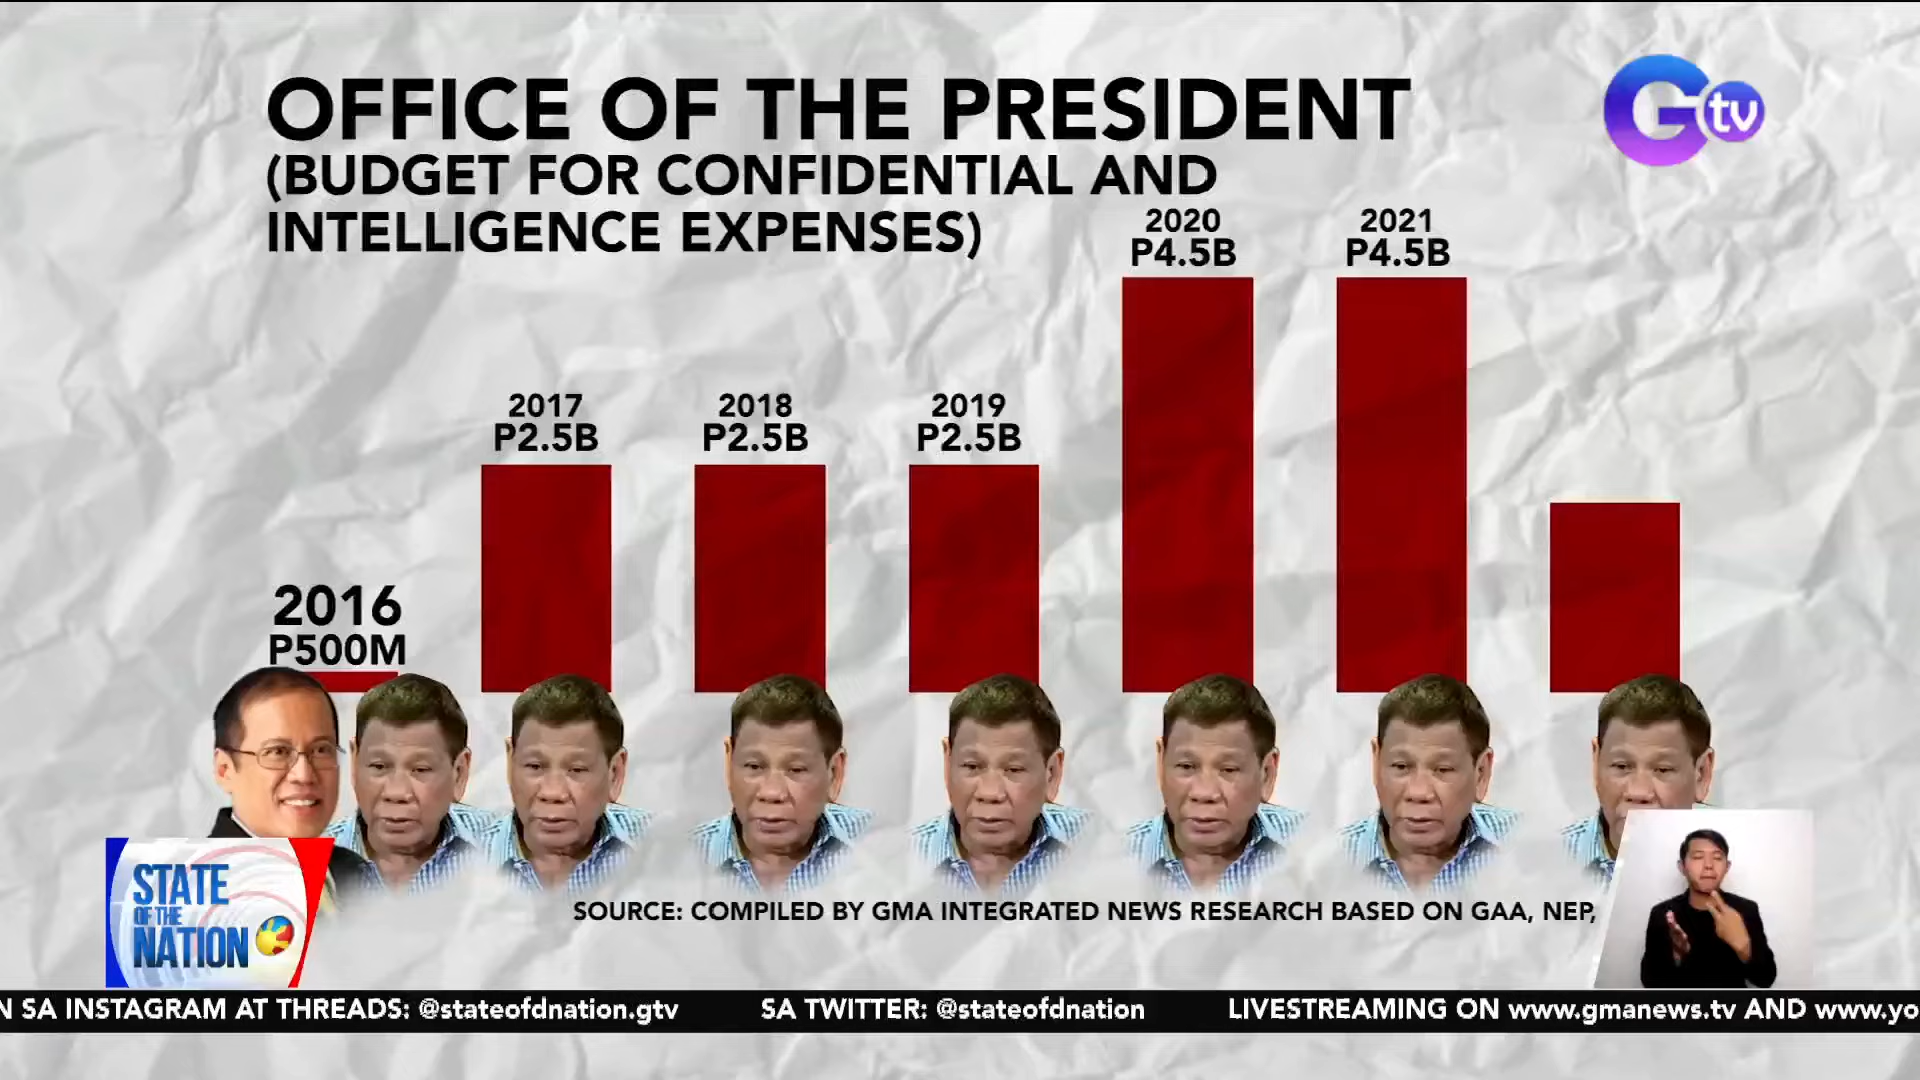 OFFICE OF THE PRESIDENT
(BUDGET FOR CONFIDENTIAL AND
INTELLIGENCE EXPENSES)
G tv
2020
P4.5B
2021
P4.5B
2017
P2.5B
2018
P2.5B
2019
P2.5B
2016
P500M
STATE
OF THE
NATION
SOURCE: COMPILED BY GMA INTEGRATED NEWS RESEARCH BASED ON GAA, NEP,
N SA INSTAGRAM AT THREADS: @stateofdnation.gtv SA TWITTER: @stateofdnation LIVESTREAMING ON www.gmanews.tv AND www.yo